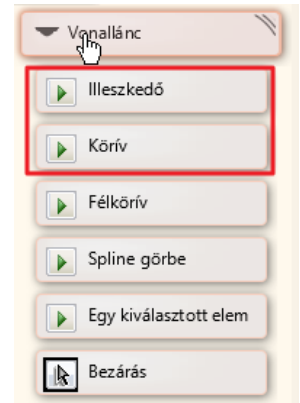 Vonallánc
Illeszkedő
Körív
Félkörív
Spline görbe
Egy kiválasztott elem
Bezárás